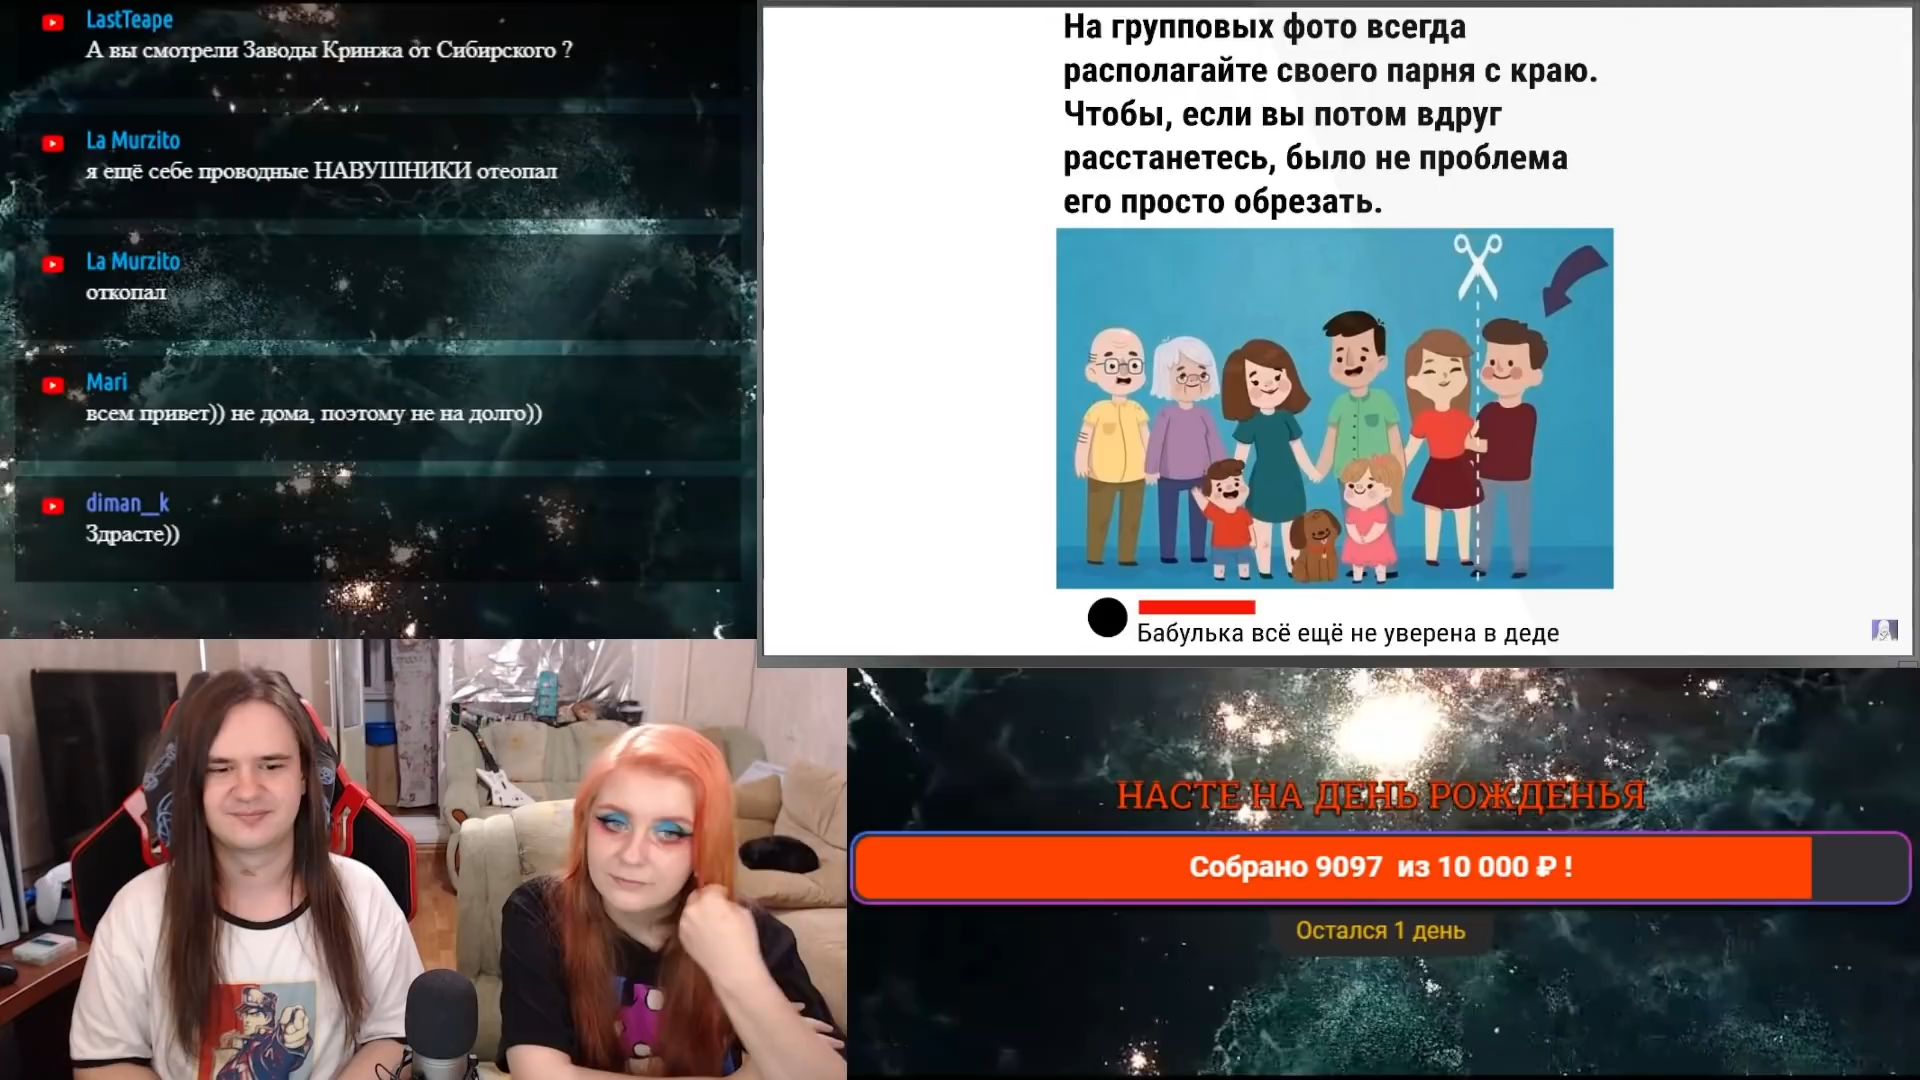 LastTeape
А вы смотрели Заводы Кринжа от Сибирского ?
La Murzito
я ещё себе проводные НАВУШНИКИ отеопал
La Murzito
откопал
Mari
всем привет)) не дома, поэтому не на долго))
diman__k
Здрасте))
На групповых фото всегда
располагайте своего парня с краю.
Чтобы, если вы потом вдруг
расстанетесь, было не проблема
его просто обрезать.
Бабулька всё ещё не уверена в деде
НАСТЕ НА ДЕНЬ РОЖДЕНЬЯ
Собрано 9097 из 10 000 ₽ !
Остался 1 день